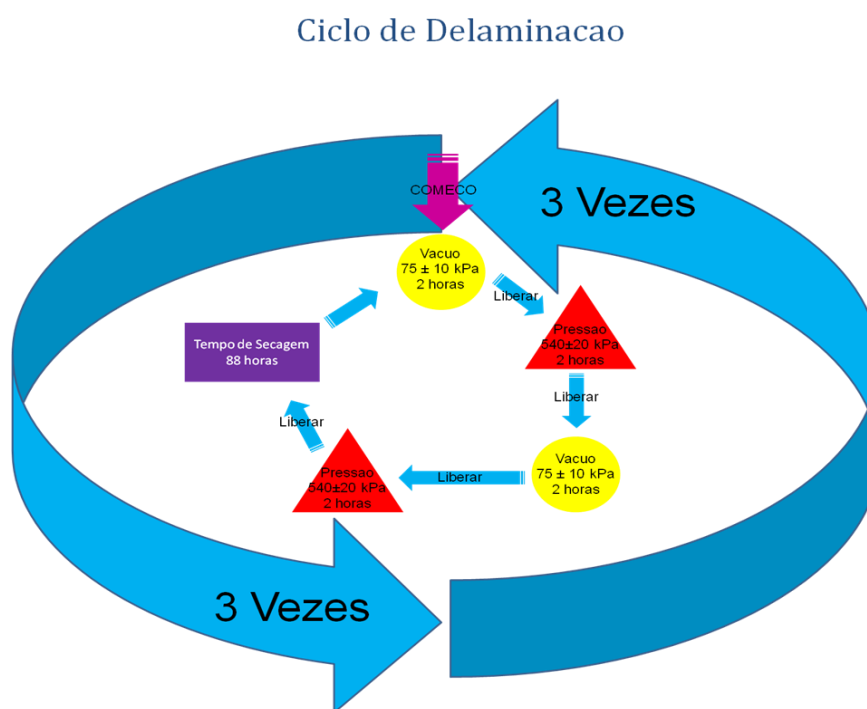 Ciclo de Delaminacao
COMECO
3 Vezes
Vacuo
75 ± 10 kPa
2 horas
Liberar
Pressao
540±20 kPa
2 horas
Liberar
Vacuo
75 ± 10 kPa
2 horas
Liberar
Pressao
540±20 kPa
2 horas
Liberar
Tempo de Secagem
88 horas
3 Vezes